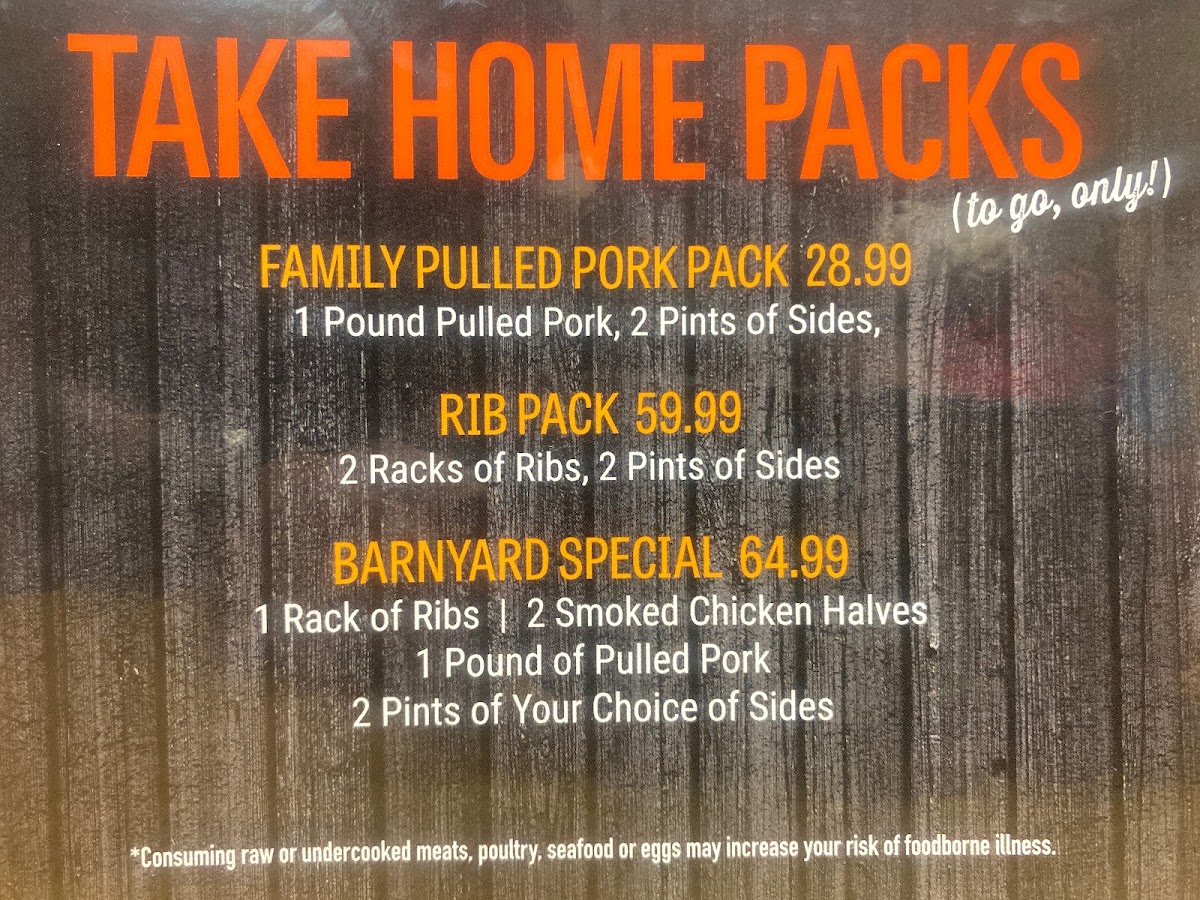 TAKE HOME PACKS
(to go, only!)
FAMILY PULLED PORK PACK 28.99
1 Pound Pulled Pork, 2 Pints of Sides,
RIB PACK 59.99
2 Racks of Ribs, 2 Pints of Sides
BARNYARD SPECIAL 64.99
1 Rack of Ribs | 2 Smoked Chicken Halves
1 Pound of Pulled Pork
2 Pints of Your Choice of Sides
*Consuming raw or undercooked meats, poultry, seafood or eggs may increase your risk of foodborne illness.